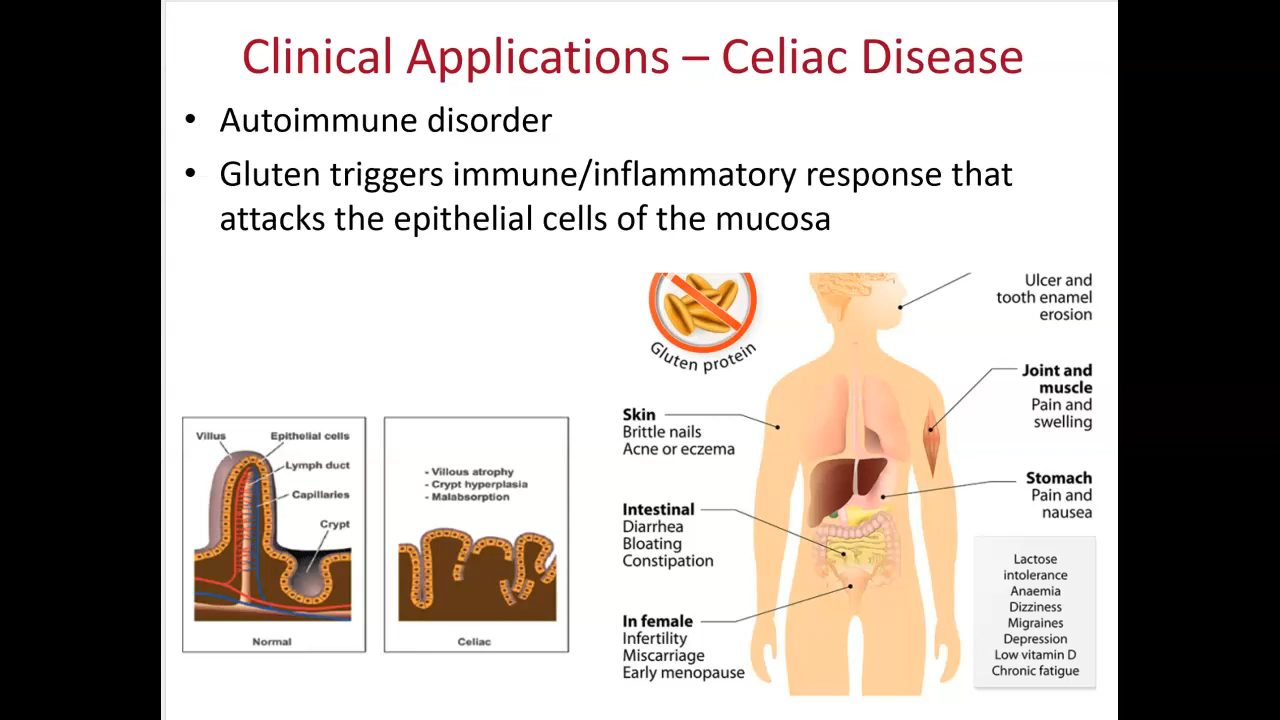 Clinical Applications – Celiac Disease
• Autoimmune disorder
• Gluten triggers immune/inflammatory response that
attacks the epithelial cells of the mucosa
Villus
Epithelial cells
Lymph duct
Capillaries
Crypt
Normal
- Villous atrophy
- Crypt hyperplasia
- Malabsorption
Celiac
Gluten protein
Skin
Brittle nails
Acne or eczema
Intestinal
Diarrhea
Bloating
Constipation
In female
Infertility
Miscarriage
Early menopause
Ulcer and
tooth enamel
erosion
Joint and
muscle
Pain and
swelling
Stomach
Pain and
nausea
Lactose
intolerance
Anaemia
Dizziness
Migraines
Depression
Low vitamin D
Chronic fatigue